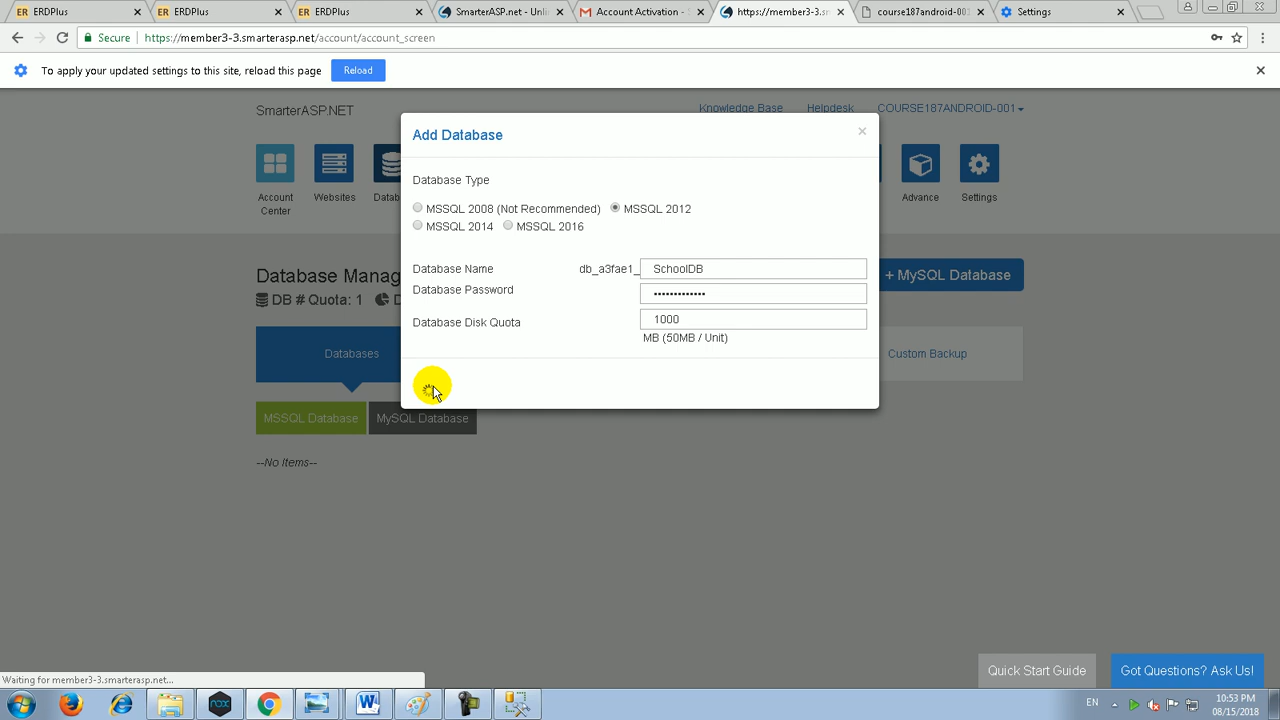 ERDPlus
ERDPlus
ERDPlus
SmarterASP.net - Unli
Account Activation - S
https://member3-3.sm
course187android-001
Settings
Secure
https://member3-3.smarterasp.net/account/account_screen
To apply your updated settings to this site, reload this page
Reload
SmarterASP.NET
Knowledge Base
Helpdesk
COURSE187ANDROID-001
Account Center
Websites
Datab
Advance
Settings
Add Database
×
Database Type
MSSQL 2008 (Not Recommended)
MSSQL 2012
MSSQL 2014
MSSQL 2016
Database Name
db_a3fae1_
SchoolDB
Database Password
•••••••••••••
Database Disk Quota
1000
MB (50MB / Unit)
Database Manag
DB # Quota: 1
D
+ MySQL Database
Databases
Custom Backup
MSSQL Database
MySQL Database
--No Items--
Quick Start Guide
Got Questions? Ask Us!
Waiting for member3-3.smarterasp.net...
nox
EN
10:53 PM
08/15/2018